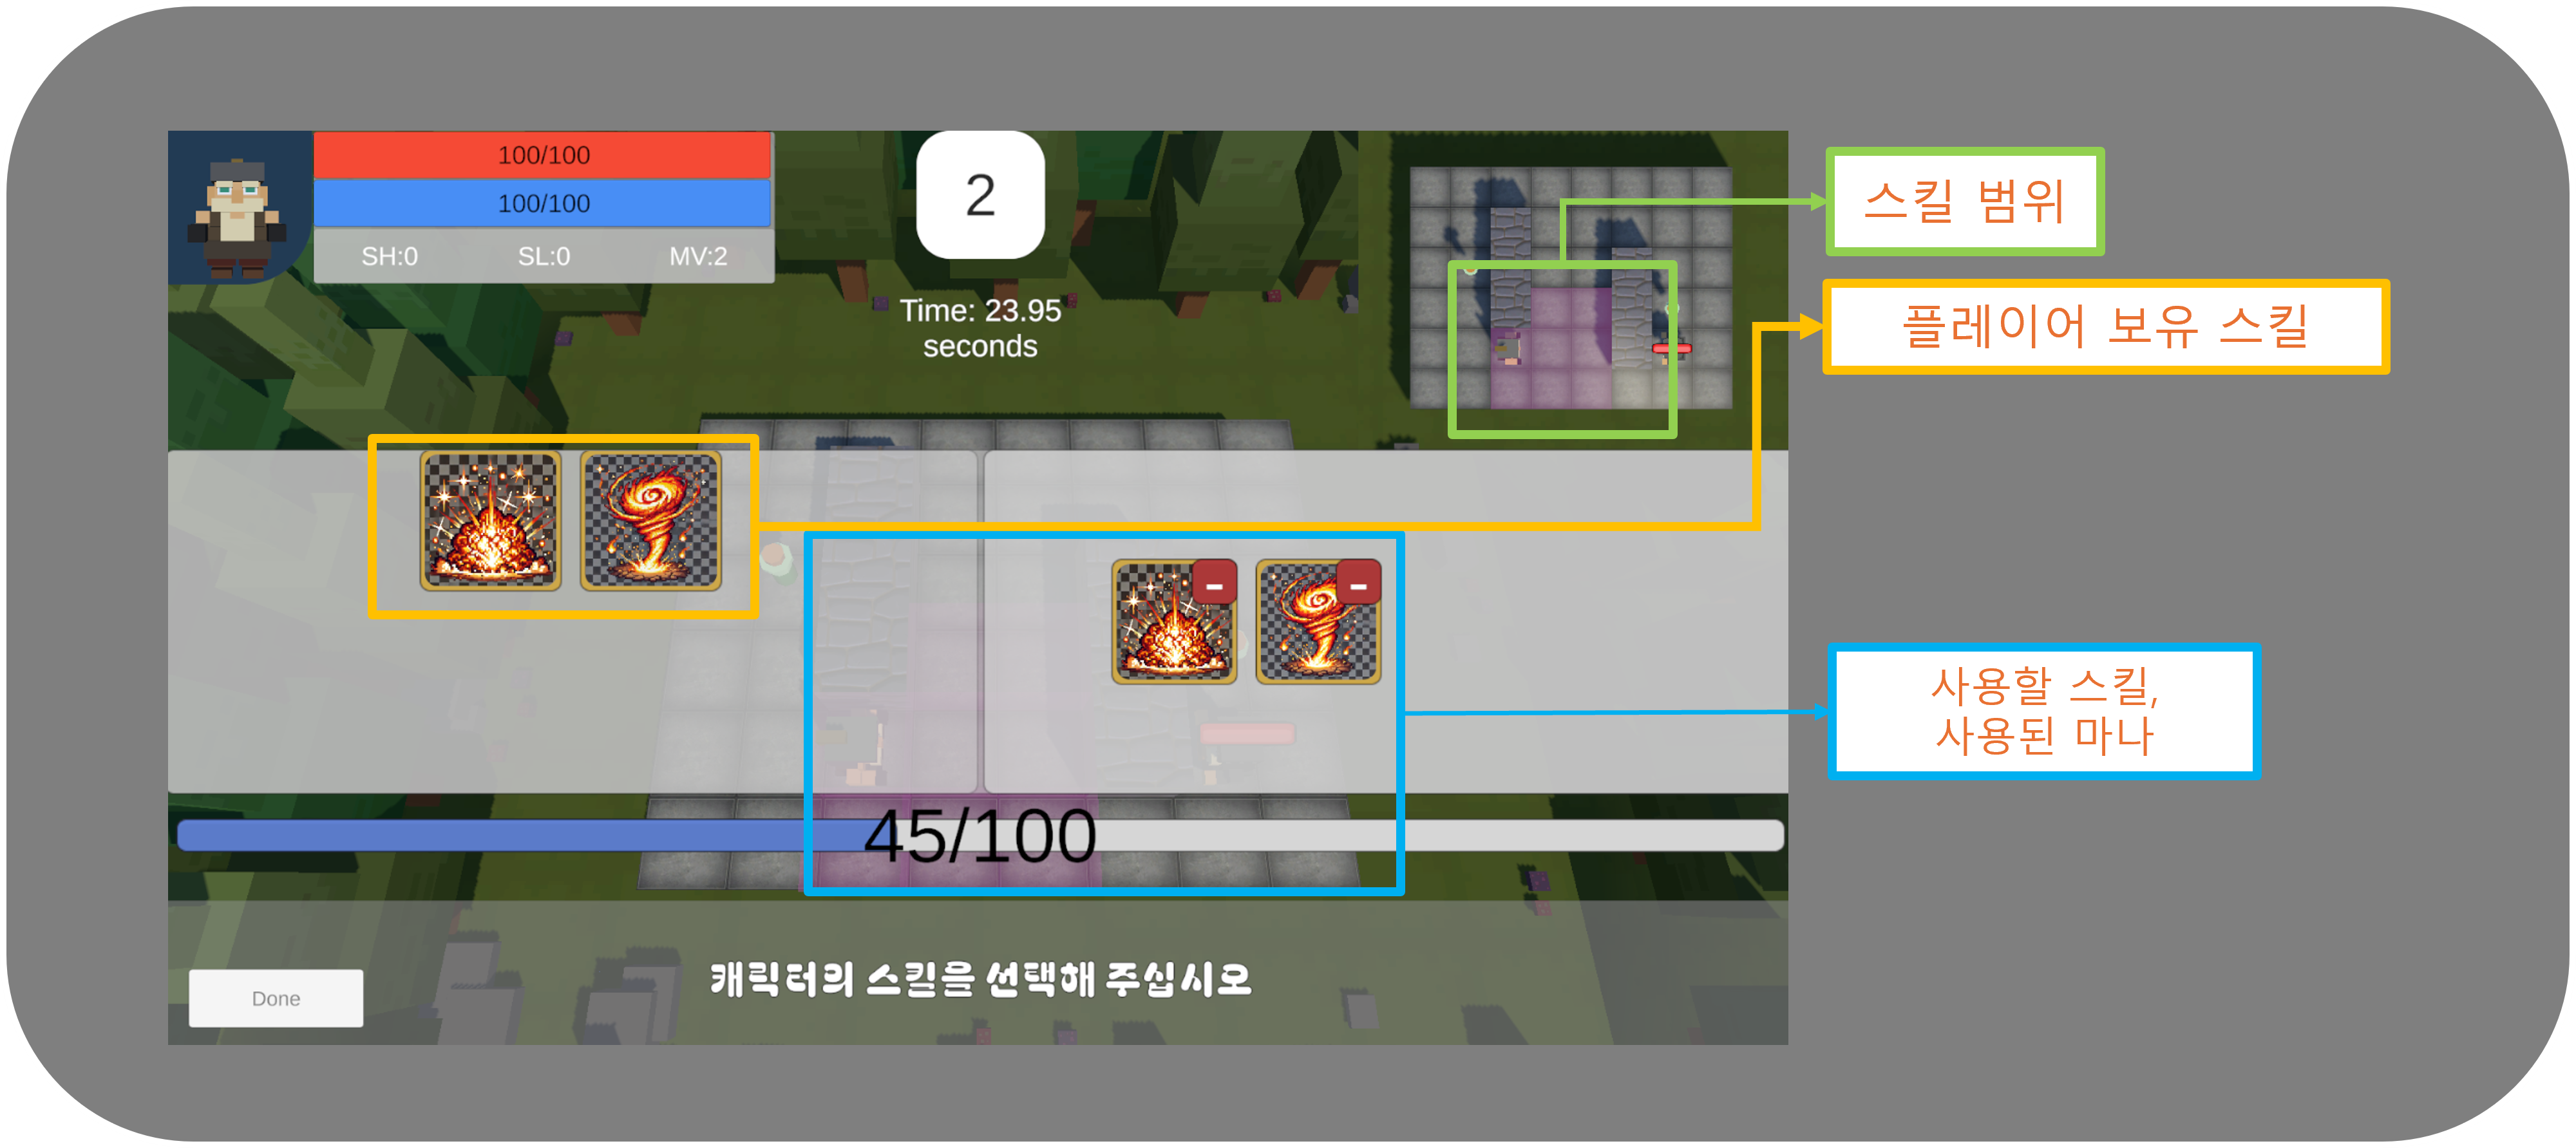 100/100
100/100
SH:0 SL:0 MV:2
2
Time: 23.95
seconds
스킬 범위
플레이어 보유 스킬
-
-
사용할 스킬,
사용된 마나
45/100
캐릭터의 스킬을 선택해 주십시오
Done